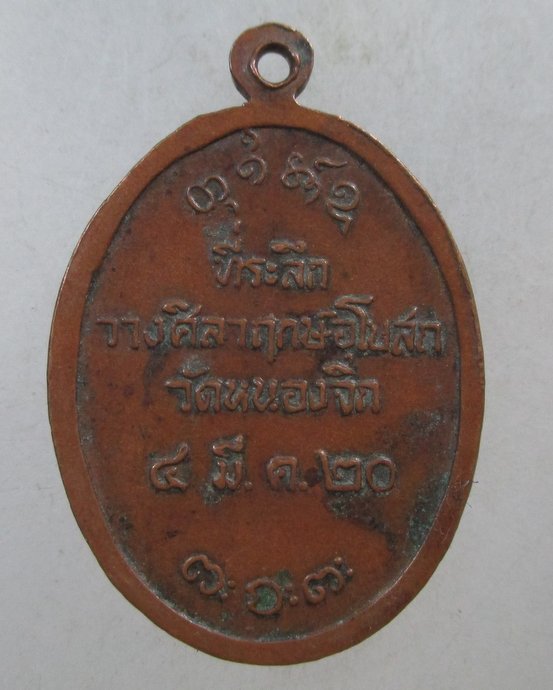 ที่ระลึก
วางศิลาฤกษ์อุโบสถ
วัดหนองจิก
๔ มี.ค.๒๐